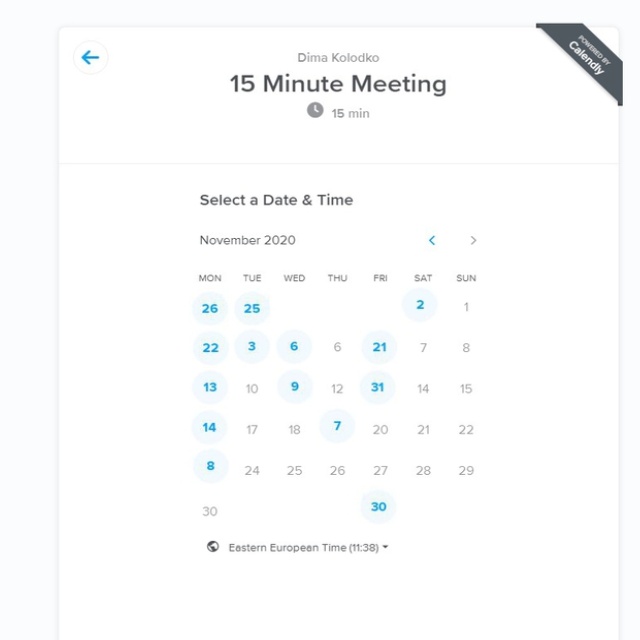 Dima Kolodko
POWERED BY
Calendly
15 Minute Meeting
15 min
Select a Date & Time
November 2020
MON TUE WED THU FRI SAT SUN
26 25 2 1
22 3 6 6 21 7 8
13 10 9 12 31 14 15
14 17 18 7 20 21 22
8 24 25 26 27 28 29
30 30
Eastern European Time (11:38)